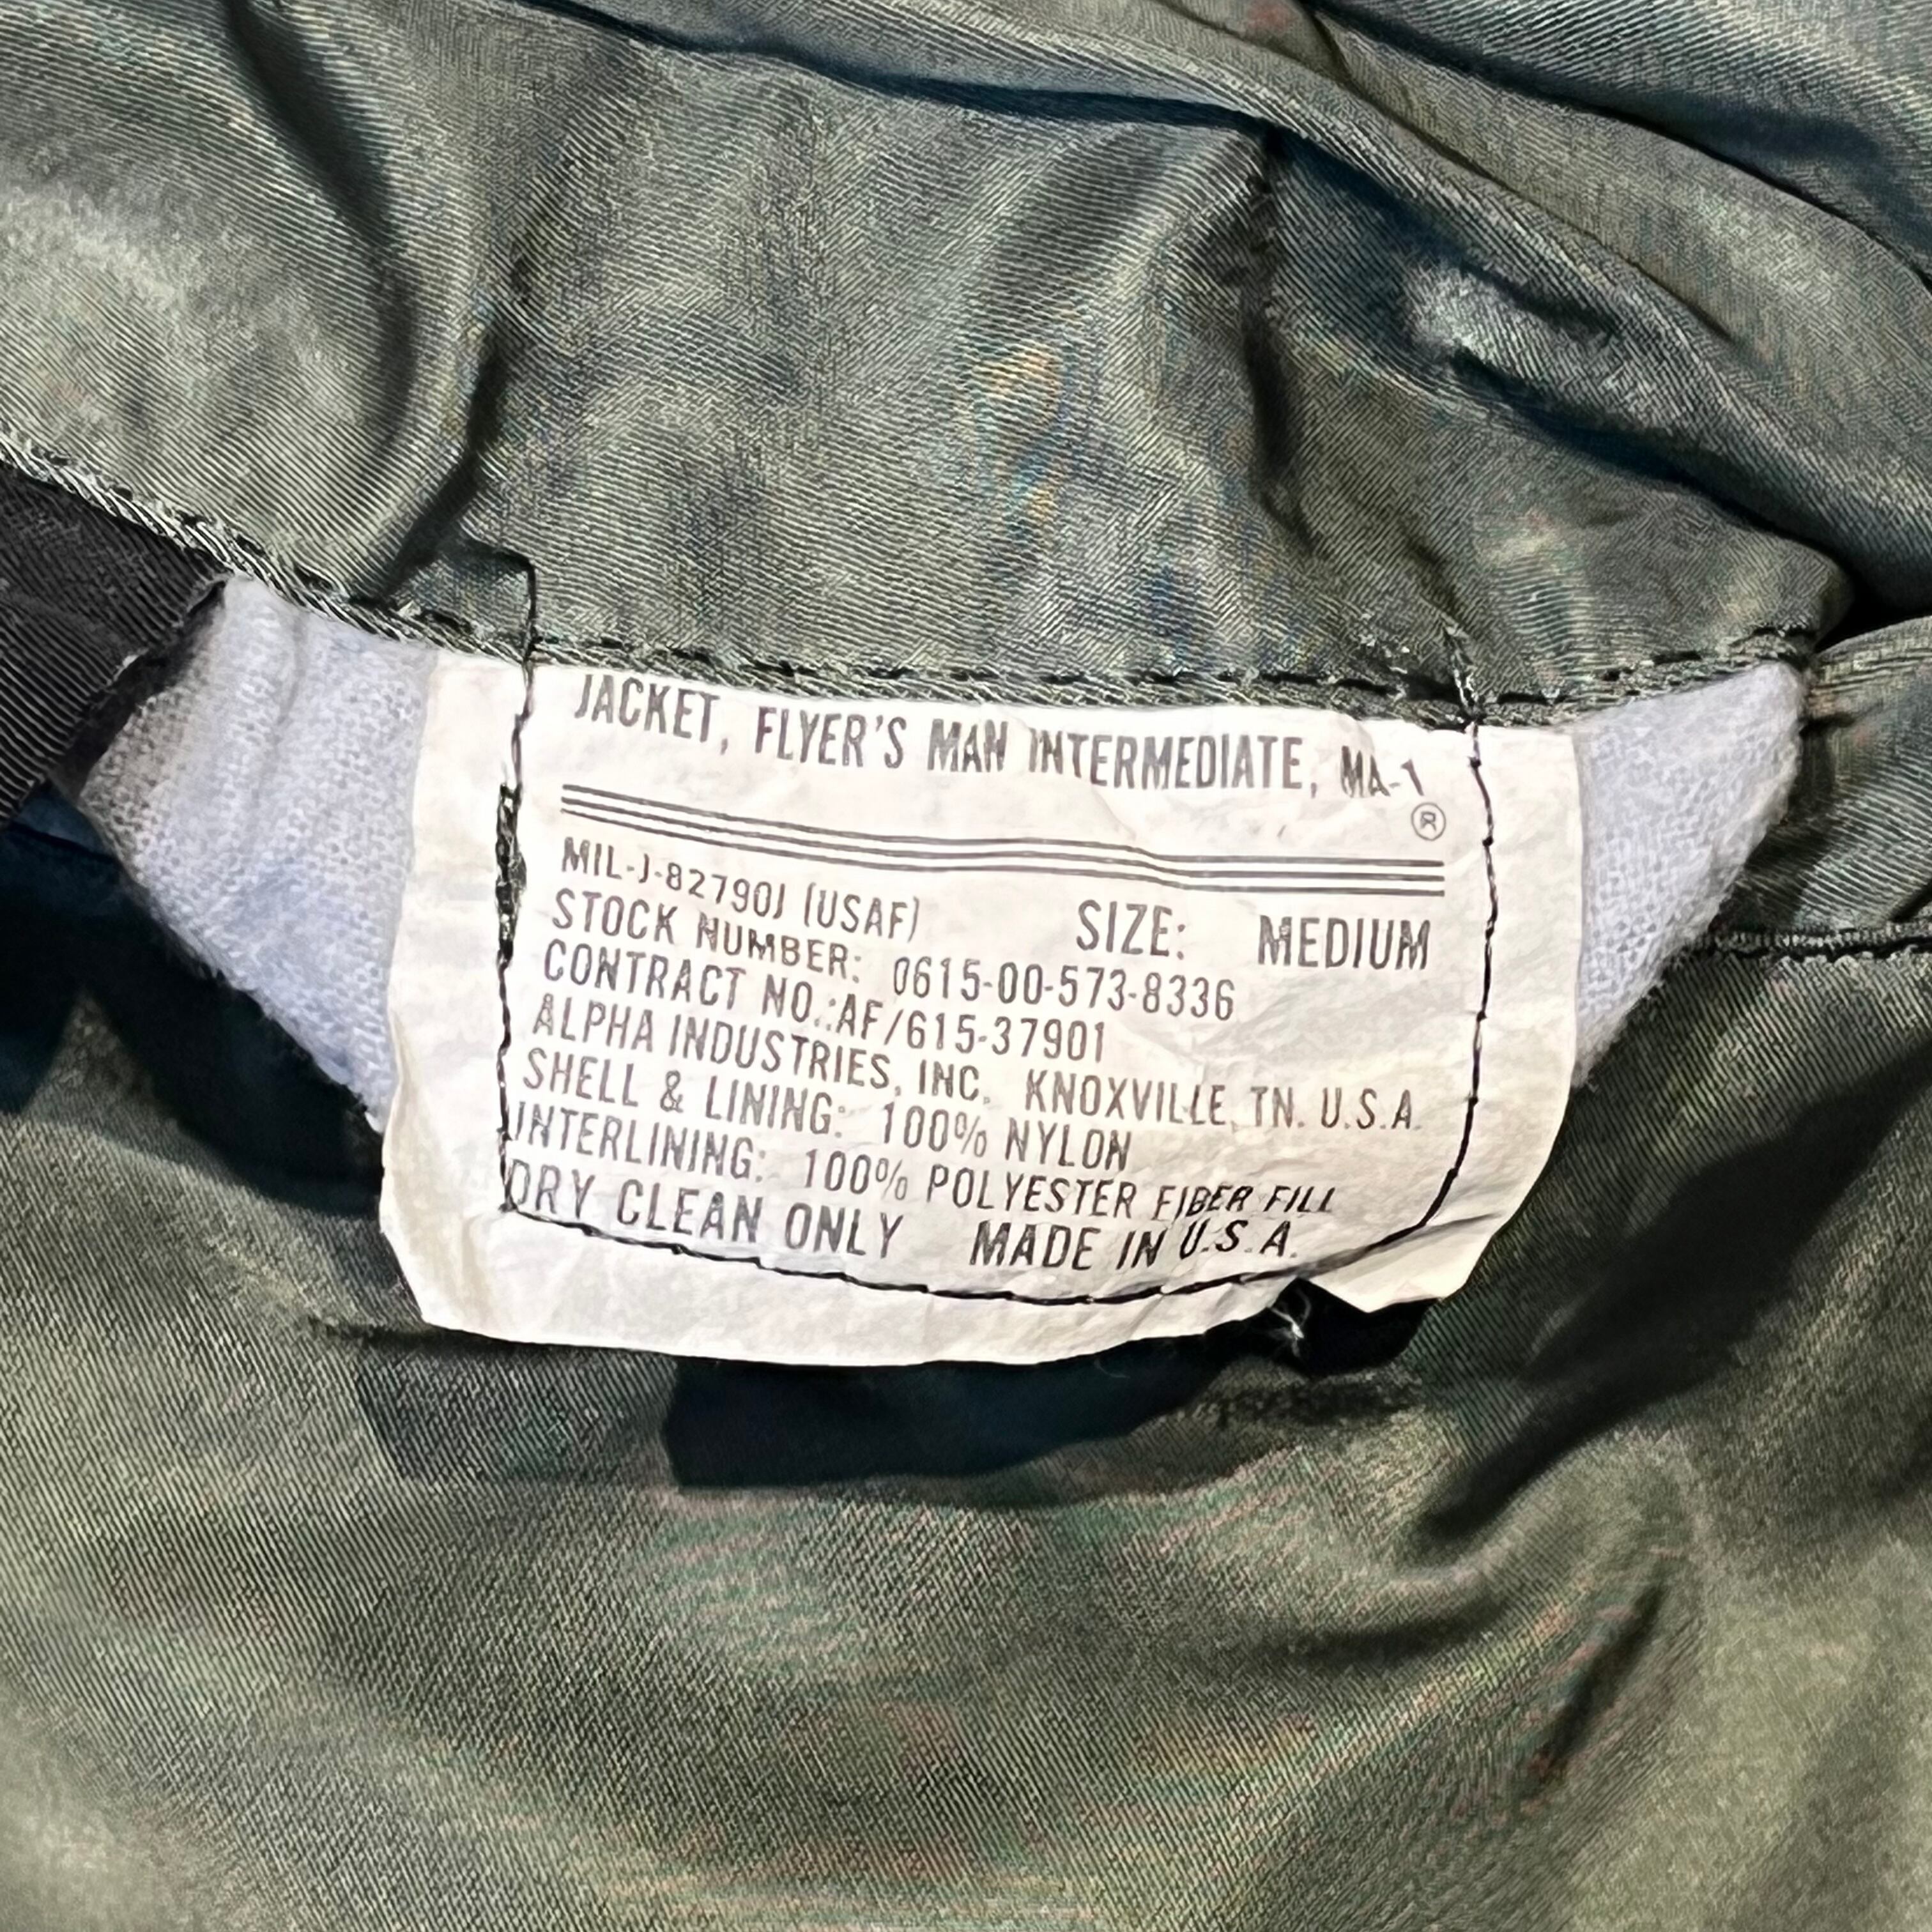 JACKET, FLYER'S MAN INTERMEDIATE, MA-1
®
MIL-J-82790J (USAF)
SIZE: MEDIUM
STOCK NUMBER: 0615-00-573-8336
CONTRACT NO.:AF/615-37901
ALPHA INDUSTRIES, INC. KNOXVILLE, TN. U.S.A.
SHELL & LINING: 100% NYLON
INTERLINING: 100% POLYESTER FIBER FILL
DRY CLEAN ONLY MADE IN U.S.A.